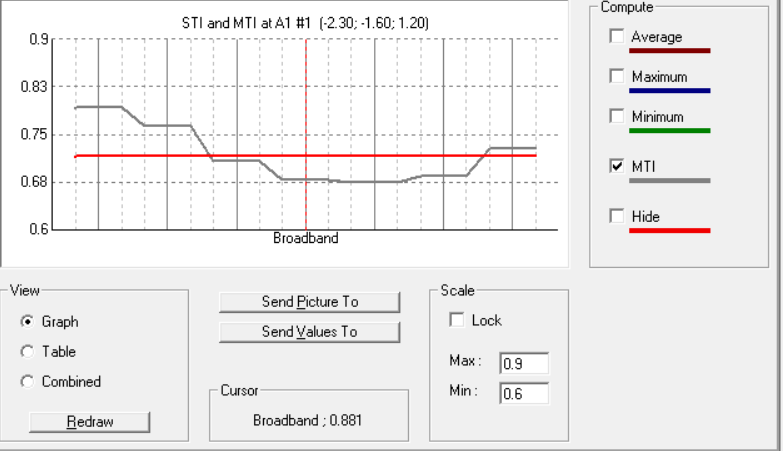 STI and MTI at A1 #1 (-2.30; -1.60; 1.20)
0.9
0.83
0.75
0.68
0.6
Broadband
Compute
Average
Maximum
Minimum
MTI
Hide
View
Graph
Table
Combined
Redraw
Send Picture To
Send Values To
Cursor
Broadband ; 0.881
Scale
Lock
Max : 0.9
Min : 0.6